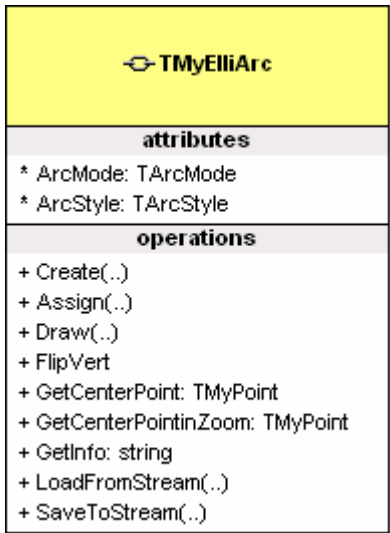 TMyElliArc
attributes
* ArcMode: TArcMode
* ArcStyle: TArcStyle
operations
+ Create(..)
+ Assign(..)
+ Draw(..)
+ FlipVert
+ GetCenterPoint: TMyPoint
+ GetCenterPointinZoom: TMyPoint
+ GetInfo: string
+ LoadFromStream(..)
+ SaveToStream(..)